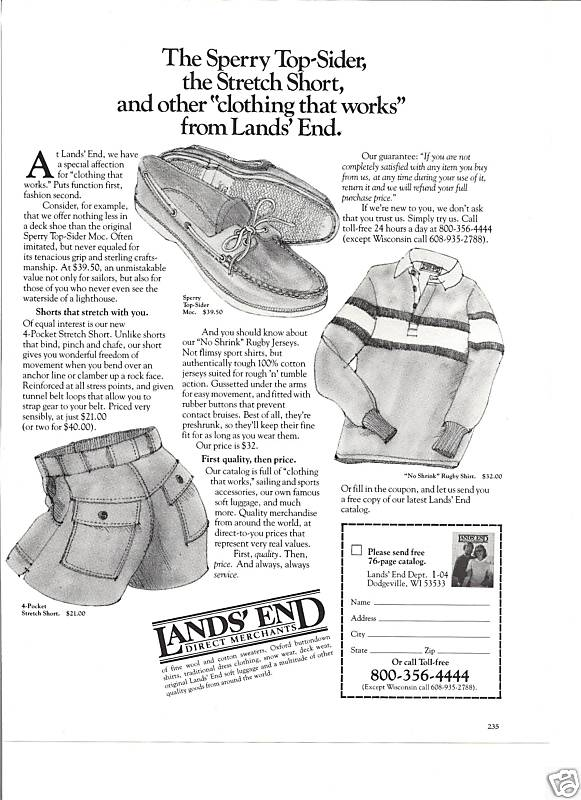 The Sperry Top-Sider,
the Stretch Short,
and other "clothing that works"
from Lands' End.
At Lands' End, we have
a special affection
for "clothing that
works." Puts function first,
fashion second.
Consider, for example,
that we offer nothing less in
a deck shoe than the original
Sperry Top-Sider Moc. Often
imitated, but never equaled for
its tenacious grip and sterling crafts-
manship. At $39.50, an unmistakable
value not only for sailors, but also for
those of you who never even see the
waterside of a lighthouse.
Shorts that stretch with you.
Of equal interest is our new
4-Pocket Stretch Short. Unlike shorts
that bind, pinch and chafe, our short
gives you wonderful freedom of
movement when you bend over an
anchor line or clamber up a rock face.
Reinforced at all stress points, and given
tunnel belt loops that allow you to
strap gear to your belt. Priced very
sensibly, at just $21.00
(or two for $40.00).
4-Pocket
Stretch Short. $21.00
Sperry
Top-Sider
Moc. $39.50
And you should know about
our "No Shrink" Rugby Jerseys.
Not flimsy sport shirts, but
authentically rough 100% cotton
jerseys suited for rough 'n' tumble
action. Gussetted under the arms
for easy movement, and fitted with
rubber buttons that prevent
contact bruises. Best of all, they're
preshrunk, so they'll keep their fine
fit for as long as you wear them.
Our price is $32.
First quality, then price.
Our catalog is full of "clothing
that works," sailing and sports
accessories, our own famous
soft luggage, and much
more. Quality merchandise
from around the world, at
direct-to-you prices that
represent very real values.
First, quality. Then,
price. And always, always
service.
LANDS' END
DIRECT MERCHANTS
of fine wool and cotton sweaters, Oxford buttondown
shirts, traditional dress clothing, snow wear, deck wear,
original Lands' End soft luggage and a multitude of other
quality goods from around the world.
Our guarantee: "If you are not
completely satisfied with any item you buy
from us, at any time during your use of it,
return it and we will refund your full
purchase price."
If we're new to you, we don't ask
that you trust us. Simply try us. Call
toll-free 24 hours a day at 800-356-4444
(except Wisconsin call 608-935-2788).
"No Shrink" Rugby Shirt. $32.00
Or fill in the coupon, and let us send you
a free copy of our latest Lands' End
catalog.
LANDS' END
Please send free
76-page catalog.
Lands' End Dept. I-04
Dodgeville, WI 53533
Name
Address
City
State Zip
Or call Toll-free
800-356-4444
(Except Wisconsin call 608-935-2788).
235